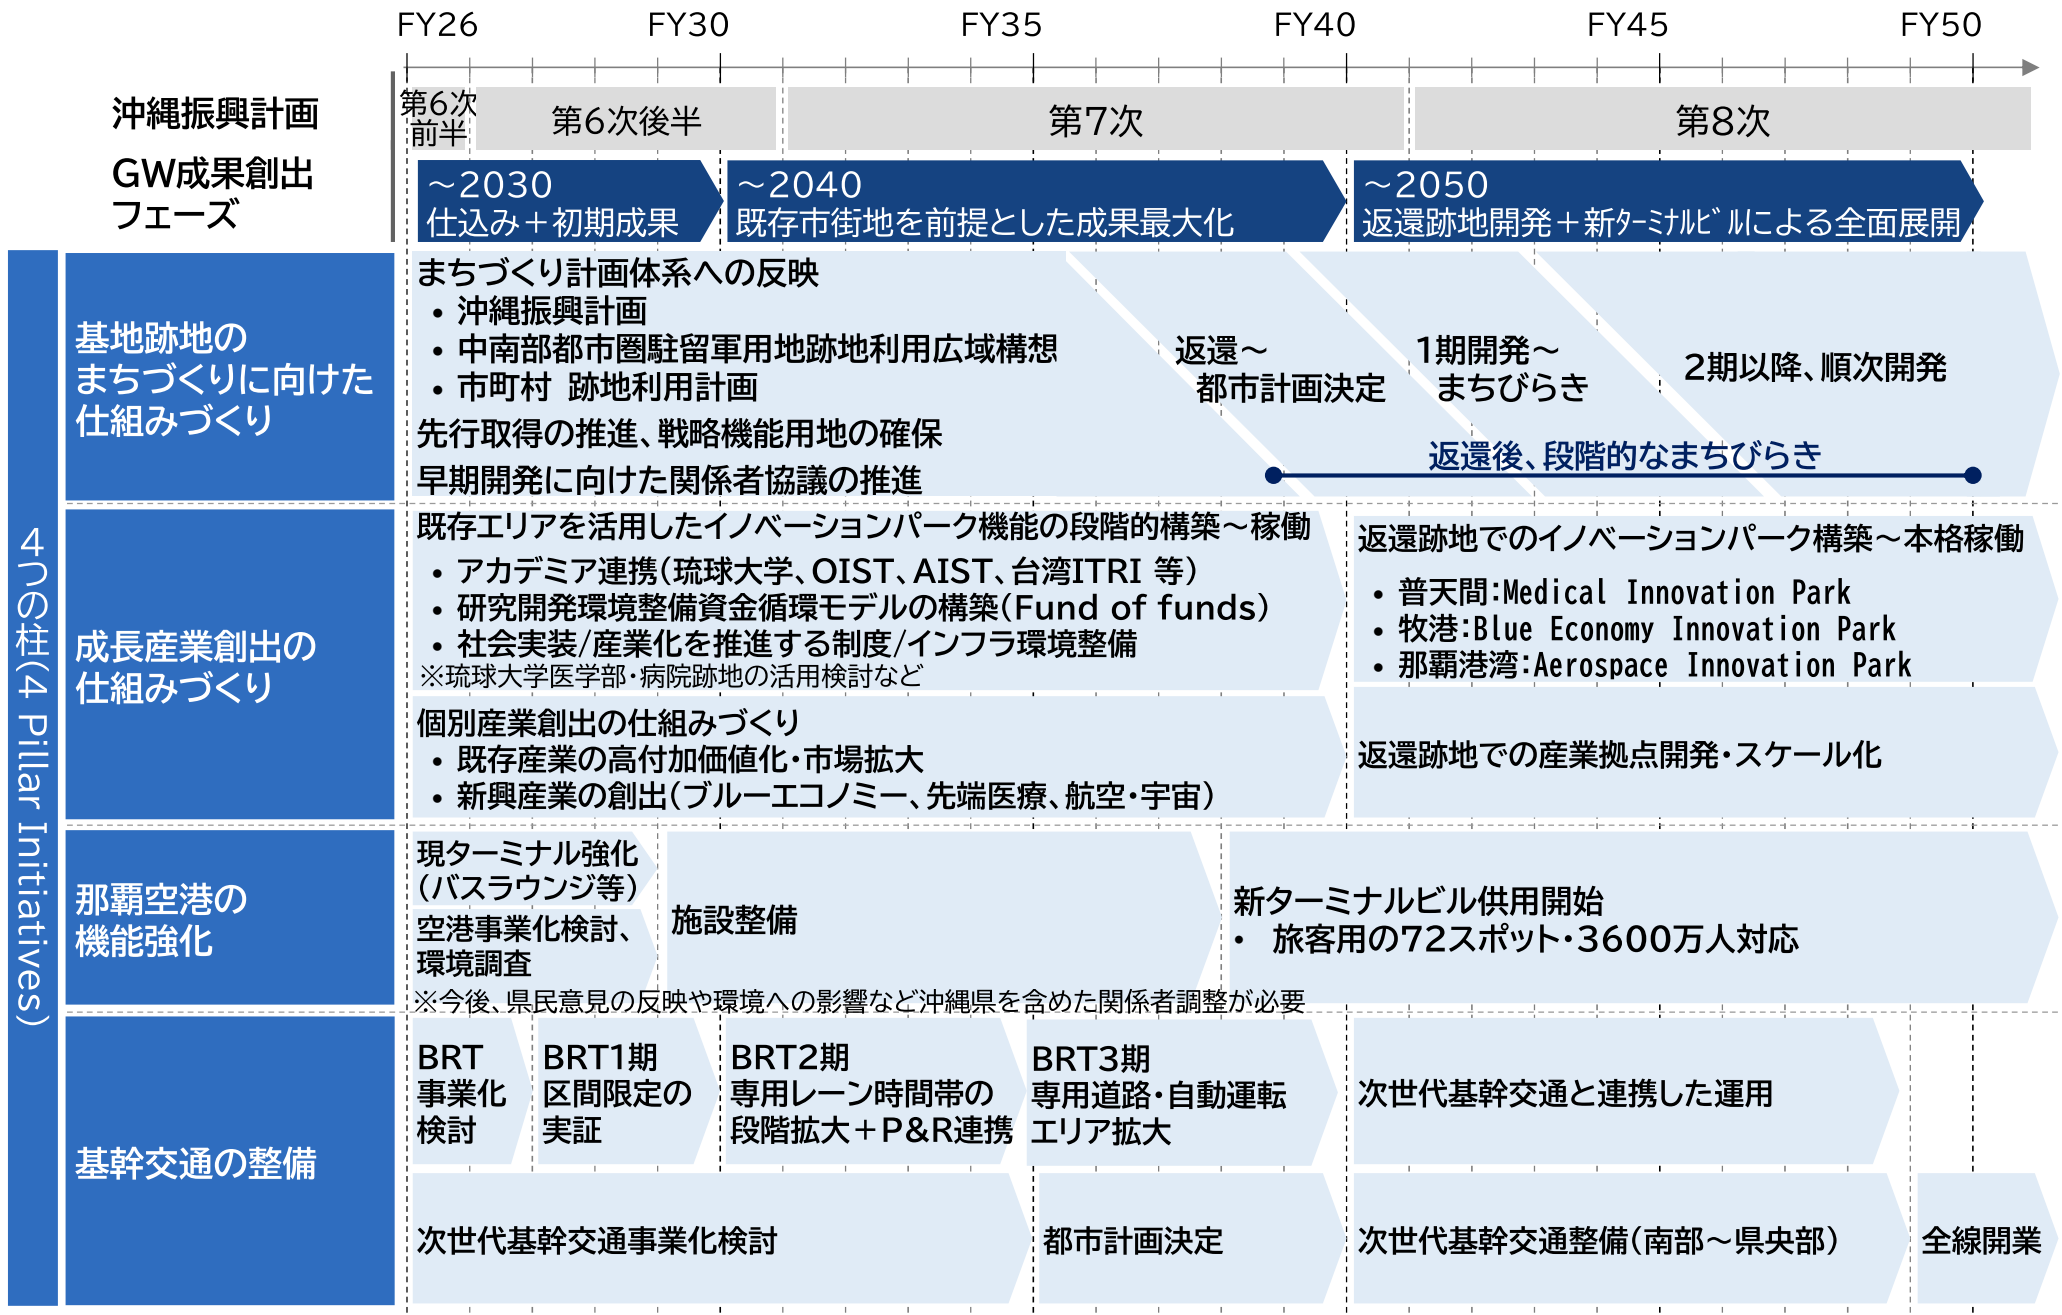 FY26 FY30 FY35 FY40 FY45 FY50
沖縄振興計画
第6次
前半
第6次後半
第7次
第8次
GW成果創出
フェーズ
～2030
仕込み＋初期成果
～2040
既存市街地を前提とした成果最大化
～2050
返還跡地開発＋新ﾀｰﾐﾅﾙﾋﾞﾙによる全面展開
4つの柱(4 Pillar Initiatives)
基地跡地の
まちづくりに向けた
仕組みづくり
まちづくり計画体系への反映
• 沖縄振興計画
• 中南部都市圏駐留軍用地跡地利用広域構想
• 市町村 跡地利用計画
先行取得の推進、戦略機能用地の確保
早期開発に向けた関係者協議の推進
返還～
都市計画決定
1期開発～
まちびらき
2期以降、順次開発
返還後、段階的なまちびらき
成長産業創出の
仕組みづくり
既存エリアを活用したイノベーションパーク機能の段階的構築～稼働
• アカデミア連携(琉球大学、OIST、AIST、台湾ITRI 等)
• 研究開発環境整備資金循環モデルの構築(Fund of funds)
• 社会実装/産業化を推進する制度/インフラ環境整備
※琉球大学医学部・病院跡地の活用検討など
返還跡地でのイノベーションパーク構築～本格稼働
• 普天間：Medical Innovation Park
• 牧港：Blue Economy Innovation Park
• 那覇港湾：Aerospace Innovation Park
個別産業創出の仕組みづくり
• 既存産業の高付加価値化・市場拡大
• 新興産業の創出(ブルーエコノミー、先端医療、航空・宇宙)
返還跡地での産業拠点開発・スケール化
那覇空港の
機能強化
現ターミナル強化
(バスラウンジ等)
空港事業化検討、
環境調査
施設整備
新ターミナルビル供用開始
• 旅客用の72スポット・3600万人対応
※今後、県民意見の反映や環境への影響など沖縄県を含めた関係者調整が必要
基幹交通の整備
BRT
事業化
検討
BRT1期
区間限定の
実証
BRT2期
専用レーン時間帯の
段階拡大＋P&R連携
BRT3期
専用道路・自動運転
エリア拡大
次世代基幹交通と連携した運用
次世代基幹交通事業化検討
都市計画決定
次世代基幹交通整備(南部～県央部)
全線開業